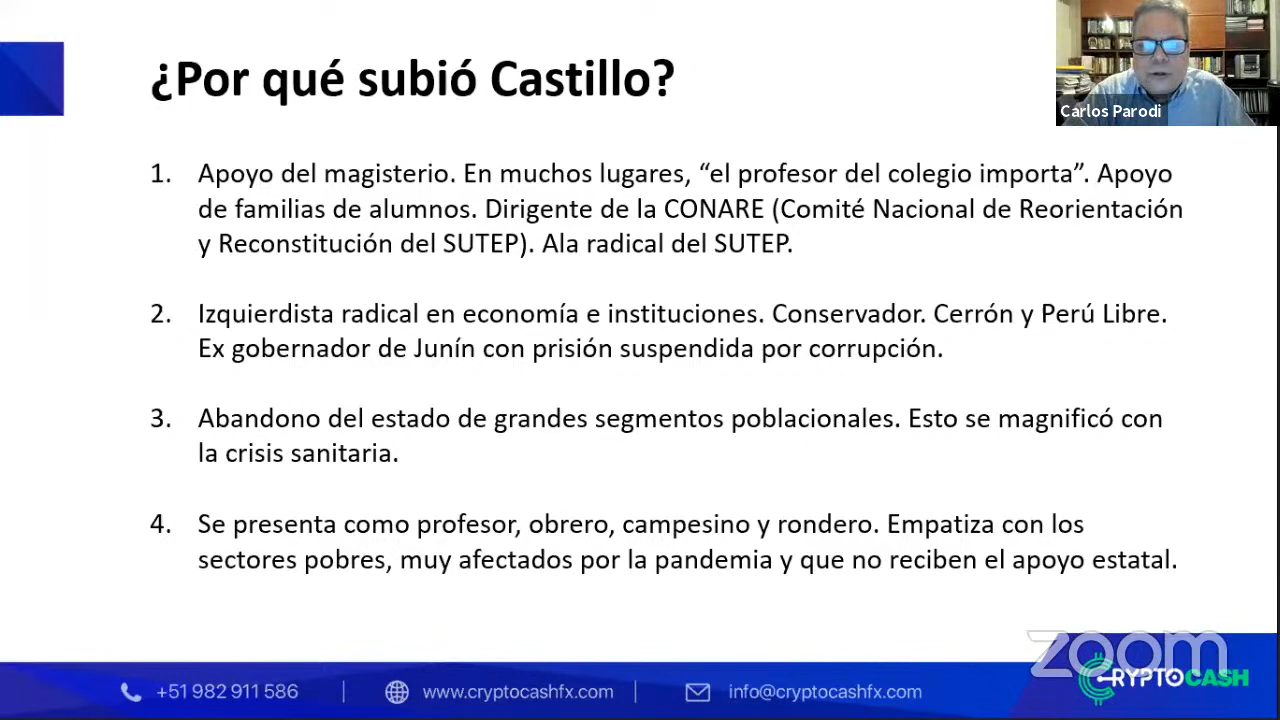 ¿Por qué subió Castillo?
Carlos Parodi
1. Apoyo del magisterio. En muchos lugares, “el profesor del colegio importa”. Apoyo
de familias de alumnos. Dirigente de la CONARE (Comité Nacional de Reorientación
y Reconstitución del SUTEP). Ala radical del SUTEP.
2. Izquierdista radical en economía e instituciones. Conservador. Cerrón y Perú Libre.
Ex gobernador de Junín con prisión suspendida por corrupción.
3. Abandono del estado de grandes segmentos poblacionales. Esto se magnificó con
la crisis sanitaria.
4. Se presenta como profesor, obrero, campesino y rondero. Empatiza con los
sectores pobres, muy afectados por la pandemia y que no reciben el apoyo estatal.
zoom
+51 982 911 586 www.cryptocashfx.com info@cryptocashfx.com CRYPTOCASH